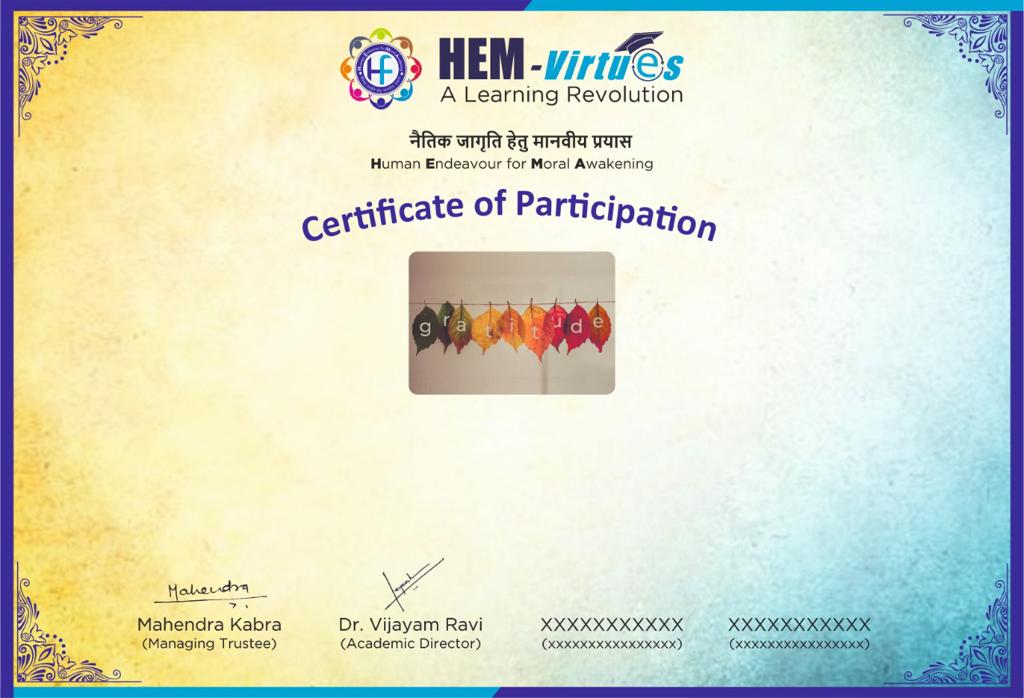 Hf
HEM-Virtues
A Learning Revolution
नैतिक जागृति हेतु मानवीय प्रयास
Human Endeavour for Moral Awakening
Certificate of Participation
gratitude
Mahendra
Mahendra Kabra
(Managing Trustee)
Dr. Vijayam Ravi
(Academic Director)
XXXXXXXXXXX
(xxxxxxxxxxxxxxxx)
XXXXXXXXXXX
(xxxxxxxxxxxxxxxx)